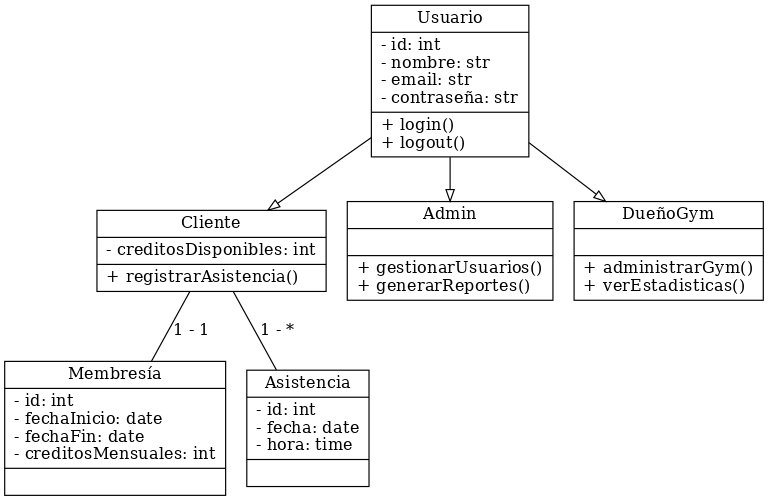 Usuario
- id: int
- nombre: str
- email: str
- contraseña: str
+ login()
+ logout()
Cliente
- creditosDisponibles: int
+ registrarAsistencia()
Admin
+ gestionarUsuarios()
+ generarReportes()
DueñoGym
+ administrarGym()
+ verEstadisticas()
1 - 1
1 - *
Membresía
- id: int
- fechaInicio: date
- fechaFin: date
- creditosMensuales: int
Asistencia
- id: int
- fecha: date
- hora: time